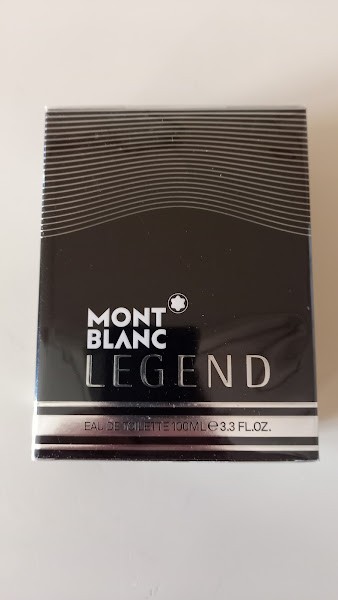 MONT
BLANC
LEGEND
EAU DE TOILETTE 100ML ℮ 3.3 FL.OZ.